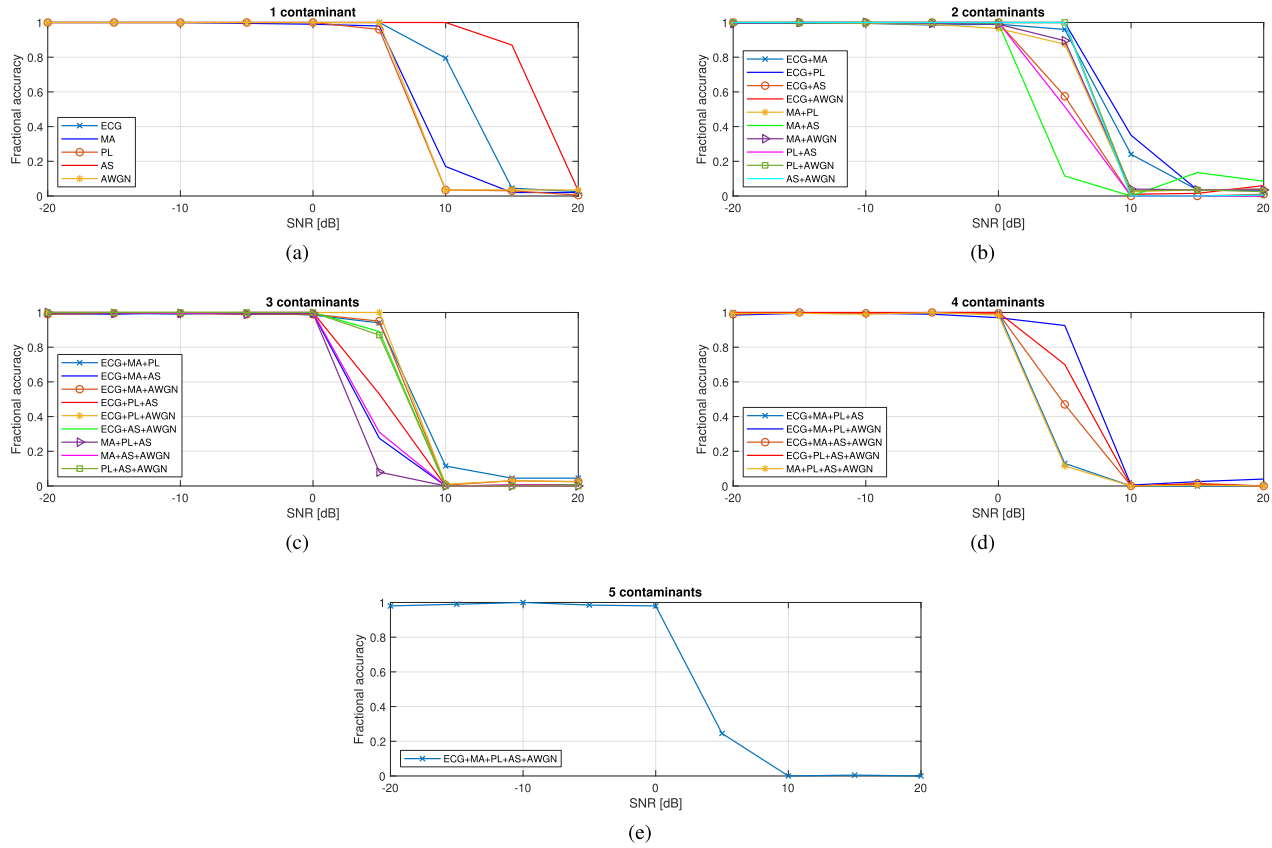 1 contaminant
Fractional accuracy
1
0.8
0.6
0.4
0.2
0
ECG
MA
PL
AS
AWGN
-20
-10
0
10
20
SNR [dB]
(a)
2 contaminants
Fractional accuracy
1
0.8
0.6
0.4
0.2
0
ECG+MA
ECG+PL
ECG+AS
ECG+AWGN
MA+PL
MA+AS
MA+AWGN
PL+AS
PL+AWGN
AS+AWGN
-20
-10
0
10
20
SNR [dB]
(b)
3 contaminants
Fractional accuracy
1
0.8
0.6
0.4
0.2
0
ECG+MA+PL
ECG+MA+AS
ECG+MA+AWGN
ECG+PL+AS
ECG+PL+AWGN
ECG+AS+AWGN
MA+PL+AS
MA+AS+AWGN
PL+AS+AWGN
-20
-10
0
10
20
SNR [dB]
(c)
4 contaminants
Fractional accuracy
1
0.8
0.6
0.4
0.2
0
ECG+MA+PL+AS
ECG+MA+PL+AWGN
ECG+MA+AS+AWGN
ECG+PL+AS+AWGN
MA+PL+AS+AWGN
-20
-10
0
10
20
SNR [dB]
(d)
5 contaminants
Fractional accuracy
1
0.8
0.6
0.4
0.2
0
ECG+MA+PL+AS+AWGN
-20
-10
0
10
20
SNR [dB]
(e)